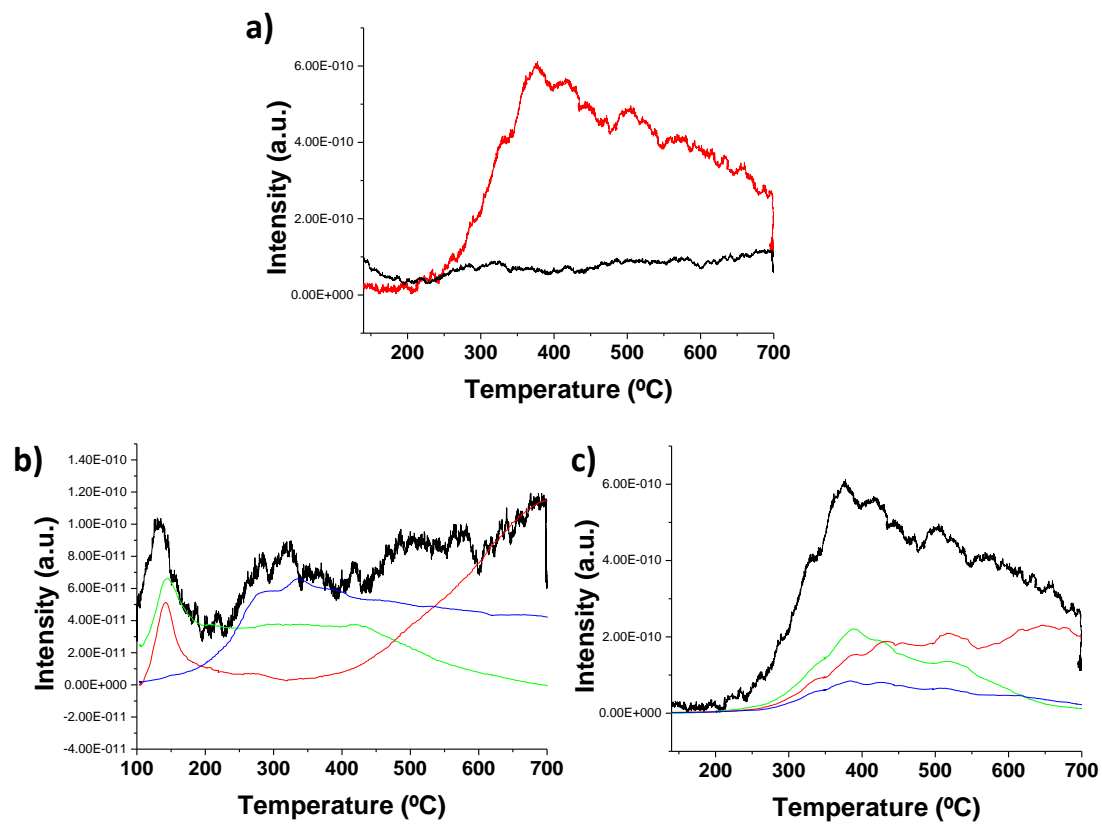 a)
6.00E-010
4.00E-010
2.00E-010
0.00E+000
Intensity (a.u.)
200 300 400 500 600 700
Temperature (ºC)
b)
1.40E-010
1.20E-010
1.00E-010
8.00E-011
6.00E-011
4.00E-011
2.00E-011
0.00E+000
-2.00E-011
-4.00E-011
Intensity (a.u.)
100 200 300 400 500 600 700
Temperature (ºC)
c)
6.00E-010
4.00E-010
2.00E-010
0.00E+000
Intensity (a.u.)
200 300 400 500 600 700
Temperature (ºC)